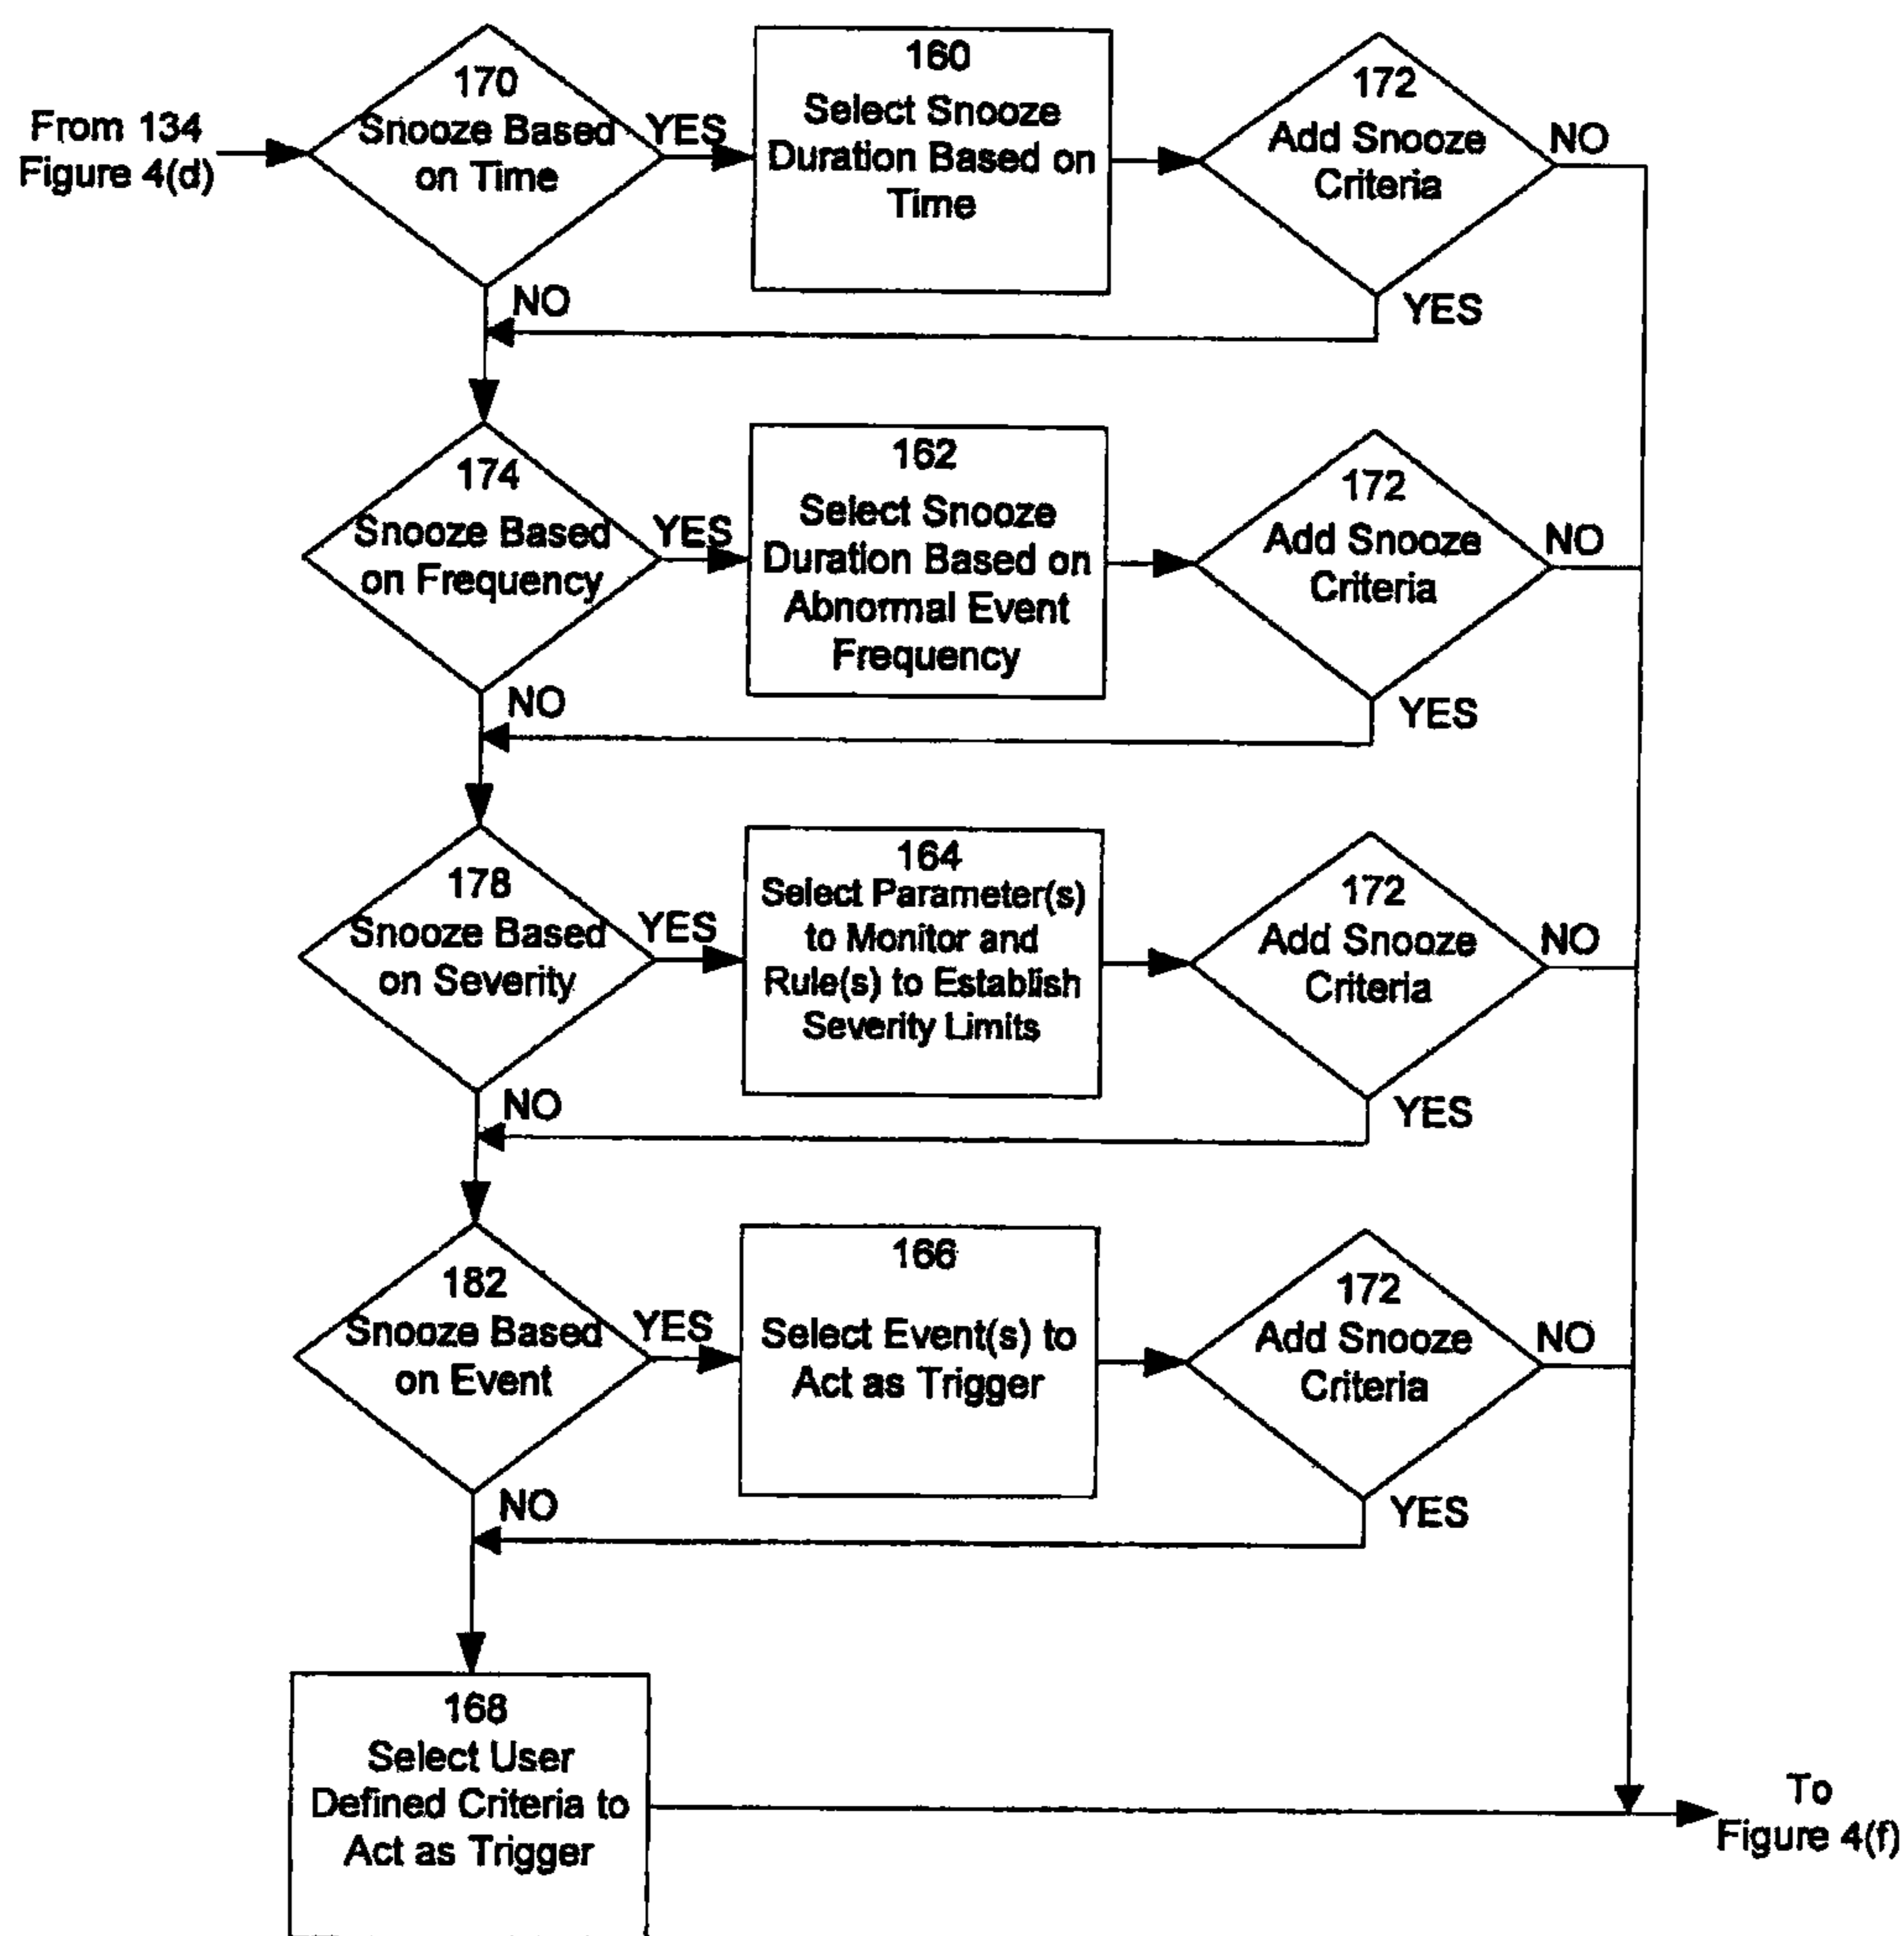 From 134
Figure 4(d)
170
Snooze Based
on Time
YES
160
Select Snooze
Duration Based on
Time
172
Add Snooze
Criteria
NO
NO
YES
174
Snooze Based
on Frequency
YES
162
Select Snooze
Duration Based on
Abnormal Event
Frequency
172
Add Snooze
Criteria
NO
NO
YES
178
Snooze Based
on Severity
YES
164
Select Parameter(s)
to Monitor and
Rule(s) to Establish
Severity Limits
172
Add Snooze
Criteria
NO
NO
YES
182
Snooze Based
on Event
YES
166
Select Event(s) to
Act as Trigger
172
Add Snooze
Criteria
NO
NO
YES
168
Select User
Defined Criteria to
Act as Trigger
To
Figure 4(f)